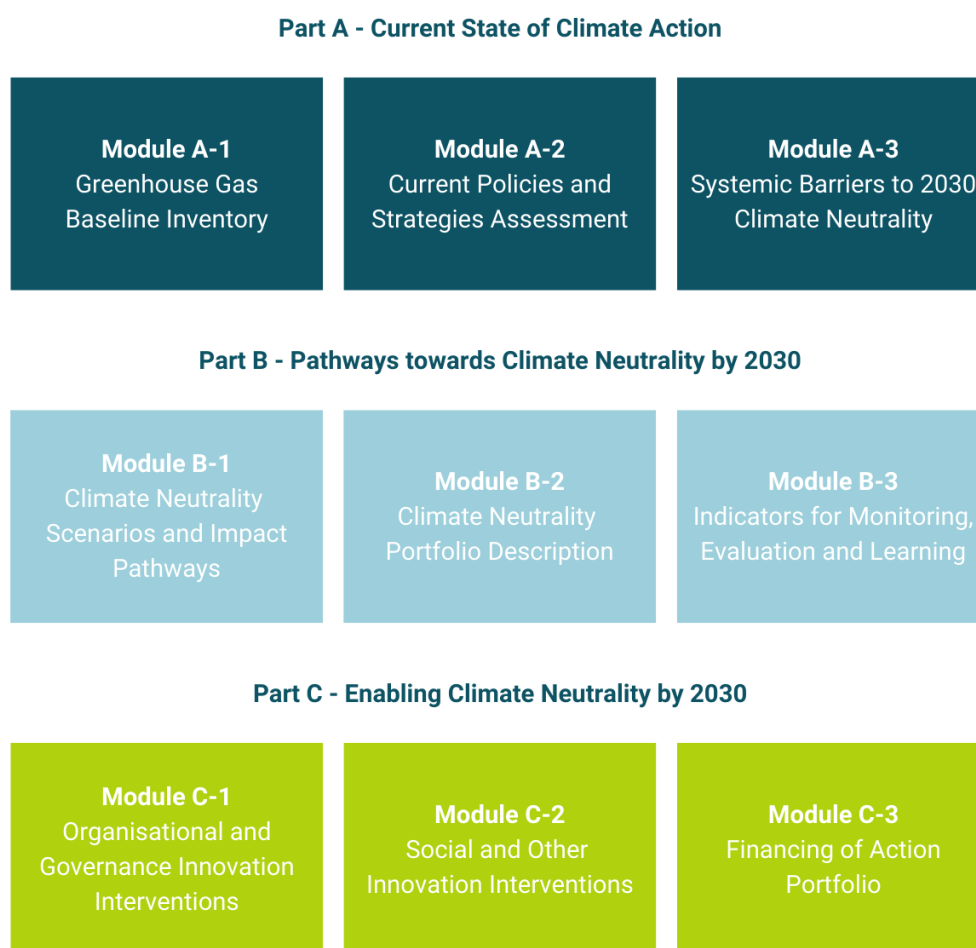 Part A - Current State of Climate Action
Module A-1
Greenhouse Gas
Baseline Inventory
Module A-2
Current Policies and
Strategies Assessment
Module A-3
Systemic Barriers to 2030
Climate Neutrality
Part B - Pathways towards Climate Neutrality by 2030
Module B-1
Climate Neutrality
Scenarios and Impact
Pathways
Module B-2
Climate Neutrality
Portfolio Description
Module B-3
Indicators for Monitoring,
Evaluation and Learning
Part C - Enabling Climate Neutrality by 2030
Module C-1
Organisational and
Governance Innovation
Interventions
Module C-2
Social and Other
Innovation Interventions
Module C-3
Financing of Action
Portfolio